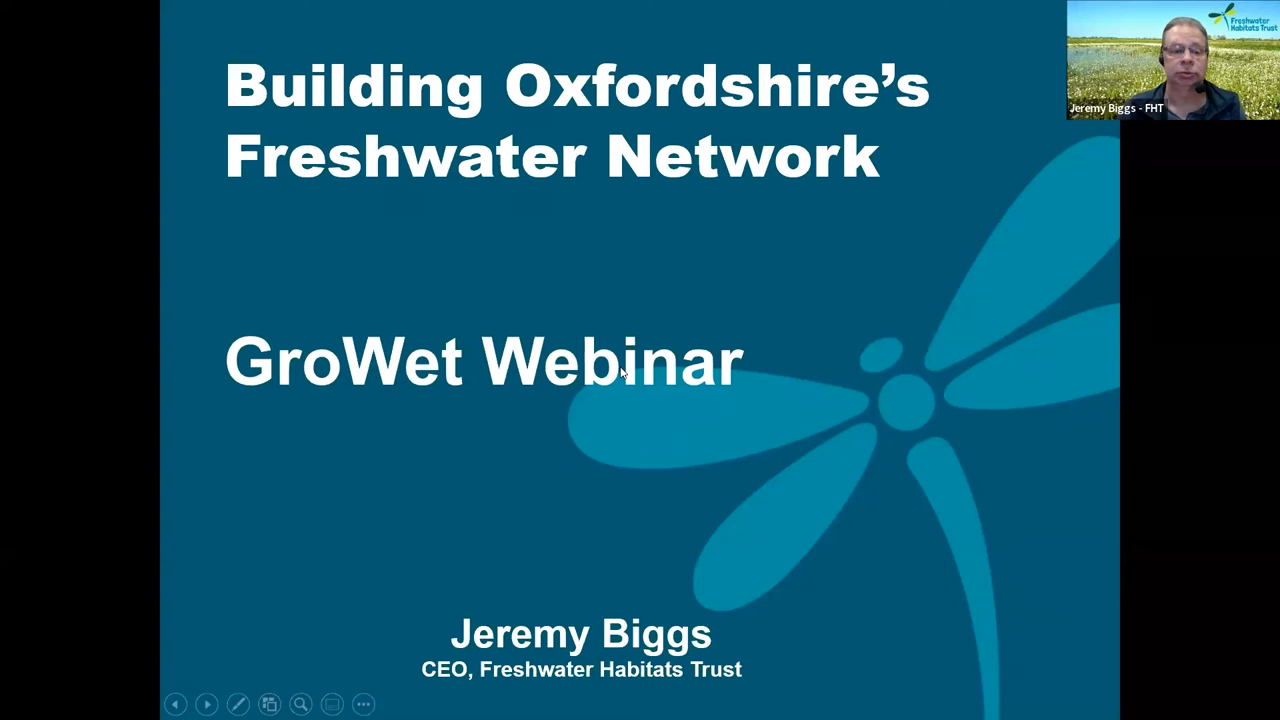 Building Oxfordshire’s
Freshwater Network
GroWet Webinar
Jeremy Biggs
CEO, Freshwater Habitats Trust
Freshwater
Habitats Trust
Jeremy Biggs - FHT